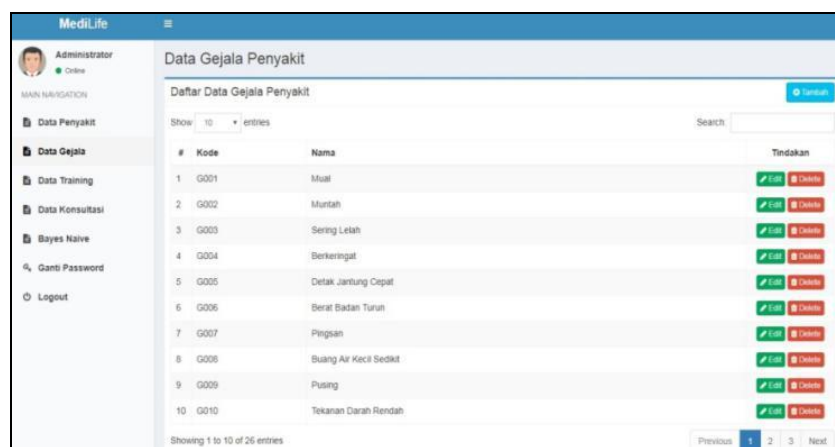 MediLife
Administrator
Online
MAIN NAVIGATION
Data Penyakit
Data Gejala
Data Training
Data Konsultasi
Bayes Naive
Ganti Password
Logout
Data Gejala Penyakit
Daftar Data Gejala Penyakit
Tambah
Show 10 entries
Search:
# Kode Nama Tindakan
1 G001 Mual Edit Delete
2 G002 Muntah Edit Delete
3 G003 Sering Lelah Edit Delete
4 G004 Berkeringat Edit Delete
5 G005 Detak Jantung Cepat Edit Delete
6 G006 Berat Badan Turun Edit Delete
7 G007 Pingsan Edit Delete
8 G008 Buang Air Kecil Sedikit Edit Delete
9 G009 Pusing Edit Delete
10 G010 Tekanan Darah Rendah Edit Delete
Showing 1 to 10 of 26 entries
Previous 1 2 3 Next